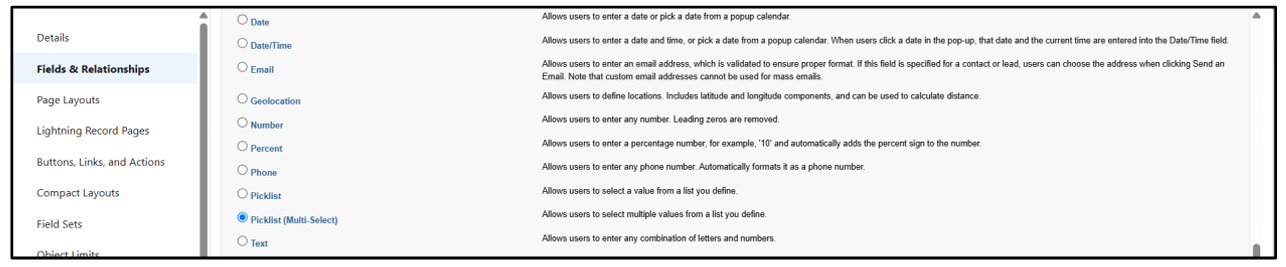 Details
Fields & Relationships
Page Layouts
Lightning Record Pages
Buttons, Links, and Actions
Compact Layouts
Field Sets
Object Limits
Date
Allows users to enter a date or pick a date from a popup calendar.
Date/Time
Allows users to enter a date and time, or pick a date from a popup calendar. When users click a date in the pop-up, that date and the current time are entered into the Date/Time field.
Email
Allows users to enter an email address, which is validated to ensure proper format. If this field is specified for a contact or lead, users can choose the address when clicking Send an
Email. Note that custom email addresses cannot be used for mass emails.
Geolocation
Allows users to define locations. Includes latitude and longitude components, and can be used to calculate distance.
Number
Allows users to enter any number. Leading zeros are removed.
Percent
Allows users to enter a percentage number, for example, '10' and automatically adds the percent sign to the number.
Phone
Allows users to enter any phone number. Automatically formats it as a phone number.
Picklist
Allows users to select a value from a list you define.
Picklist (Multi-Select)
Allows users to select multiple values from a list you define.
Text
Allows users to enter any combination of letters and numbers.